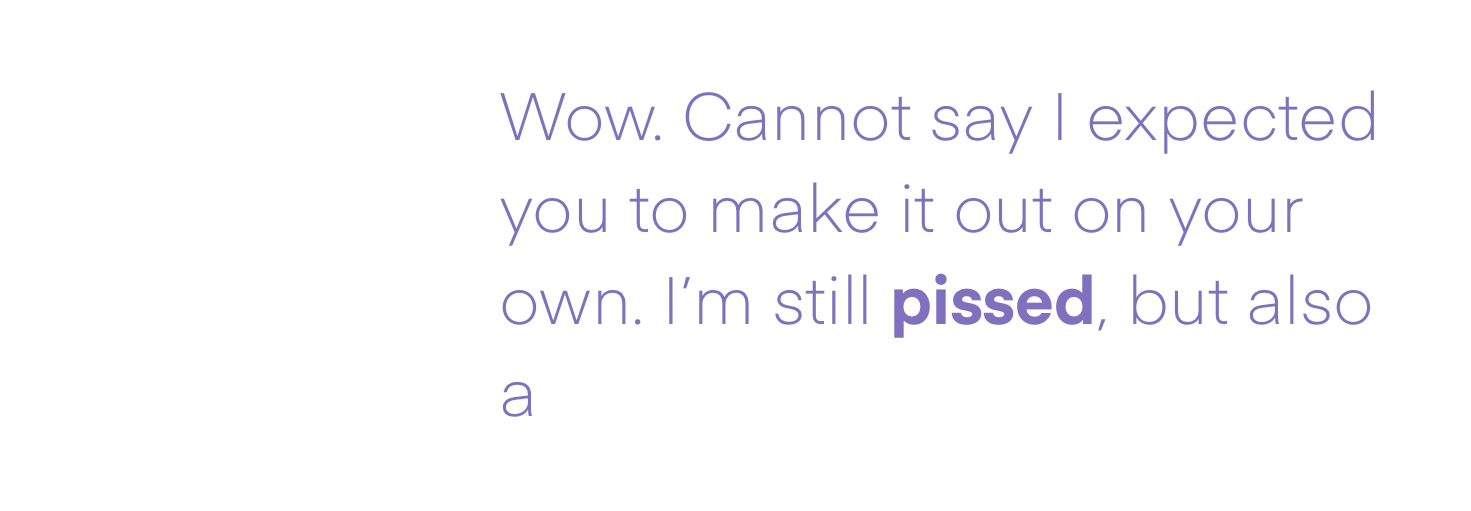 Wow. Cannot say I expected
you to make it out on your
own. I’m still pissed, but also
a